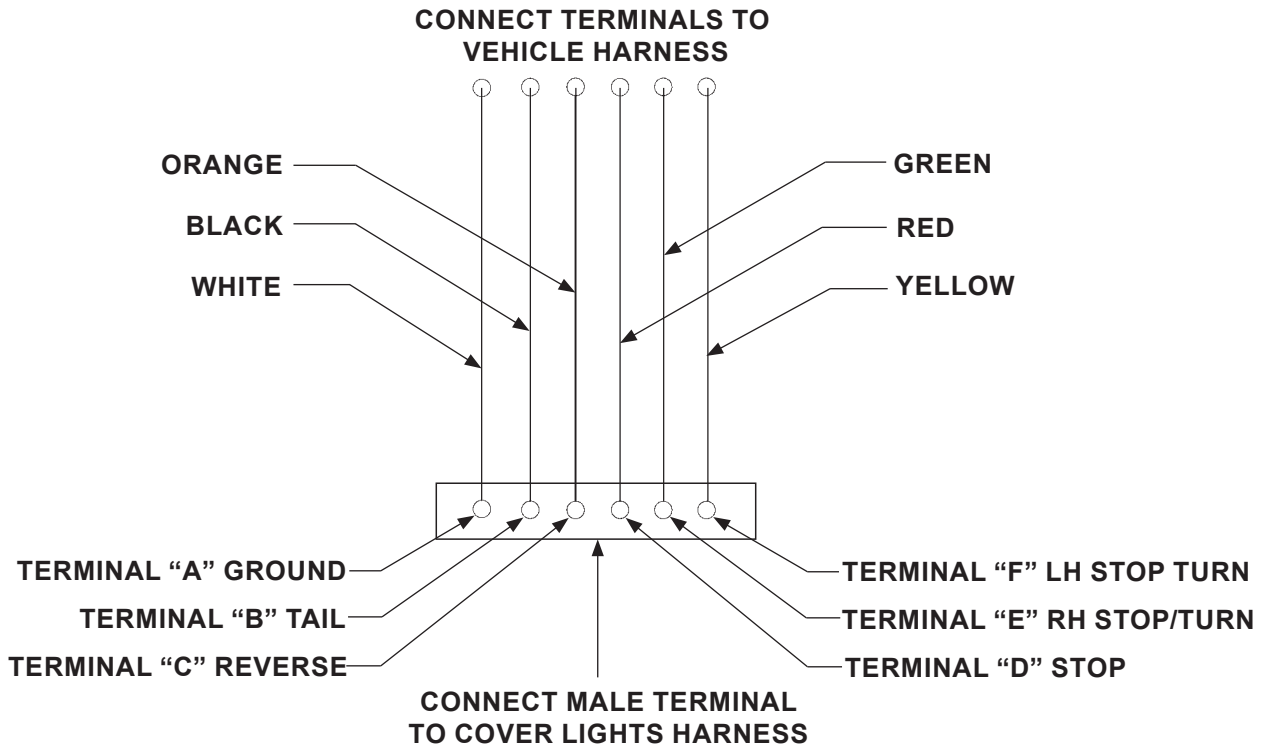 CONNECT TERMINALS TO
VEHICLE HARNESS
ORANGE
BLACK
WHITE
GREEN
RED
YELLOW
TERMINAL “A” GROUND
TERMINAL “B” TAIL
TERMINAL “C” REVERSE
TERMINAL “F” LH STOP TURN
TERMINAL “E” RH STOP/TURN
TERMINAL “D” STOP
CONNECT MALE TERMINAL
TO COVER LIGHTS HARNESS